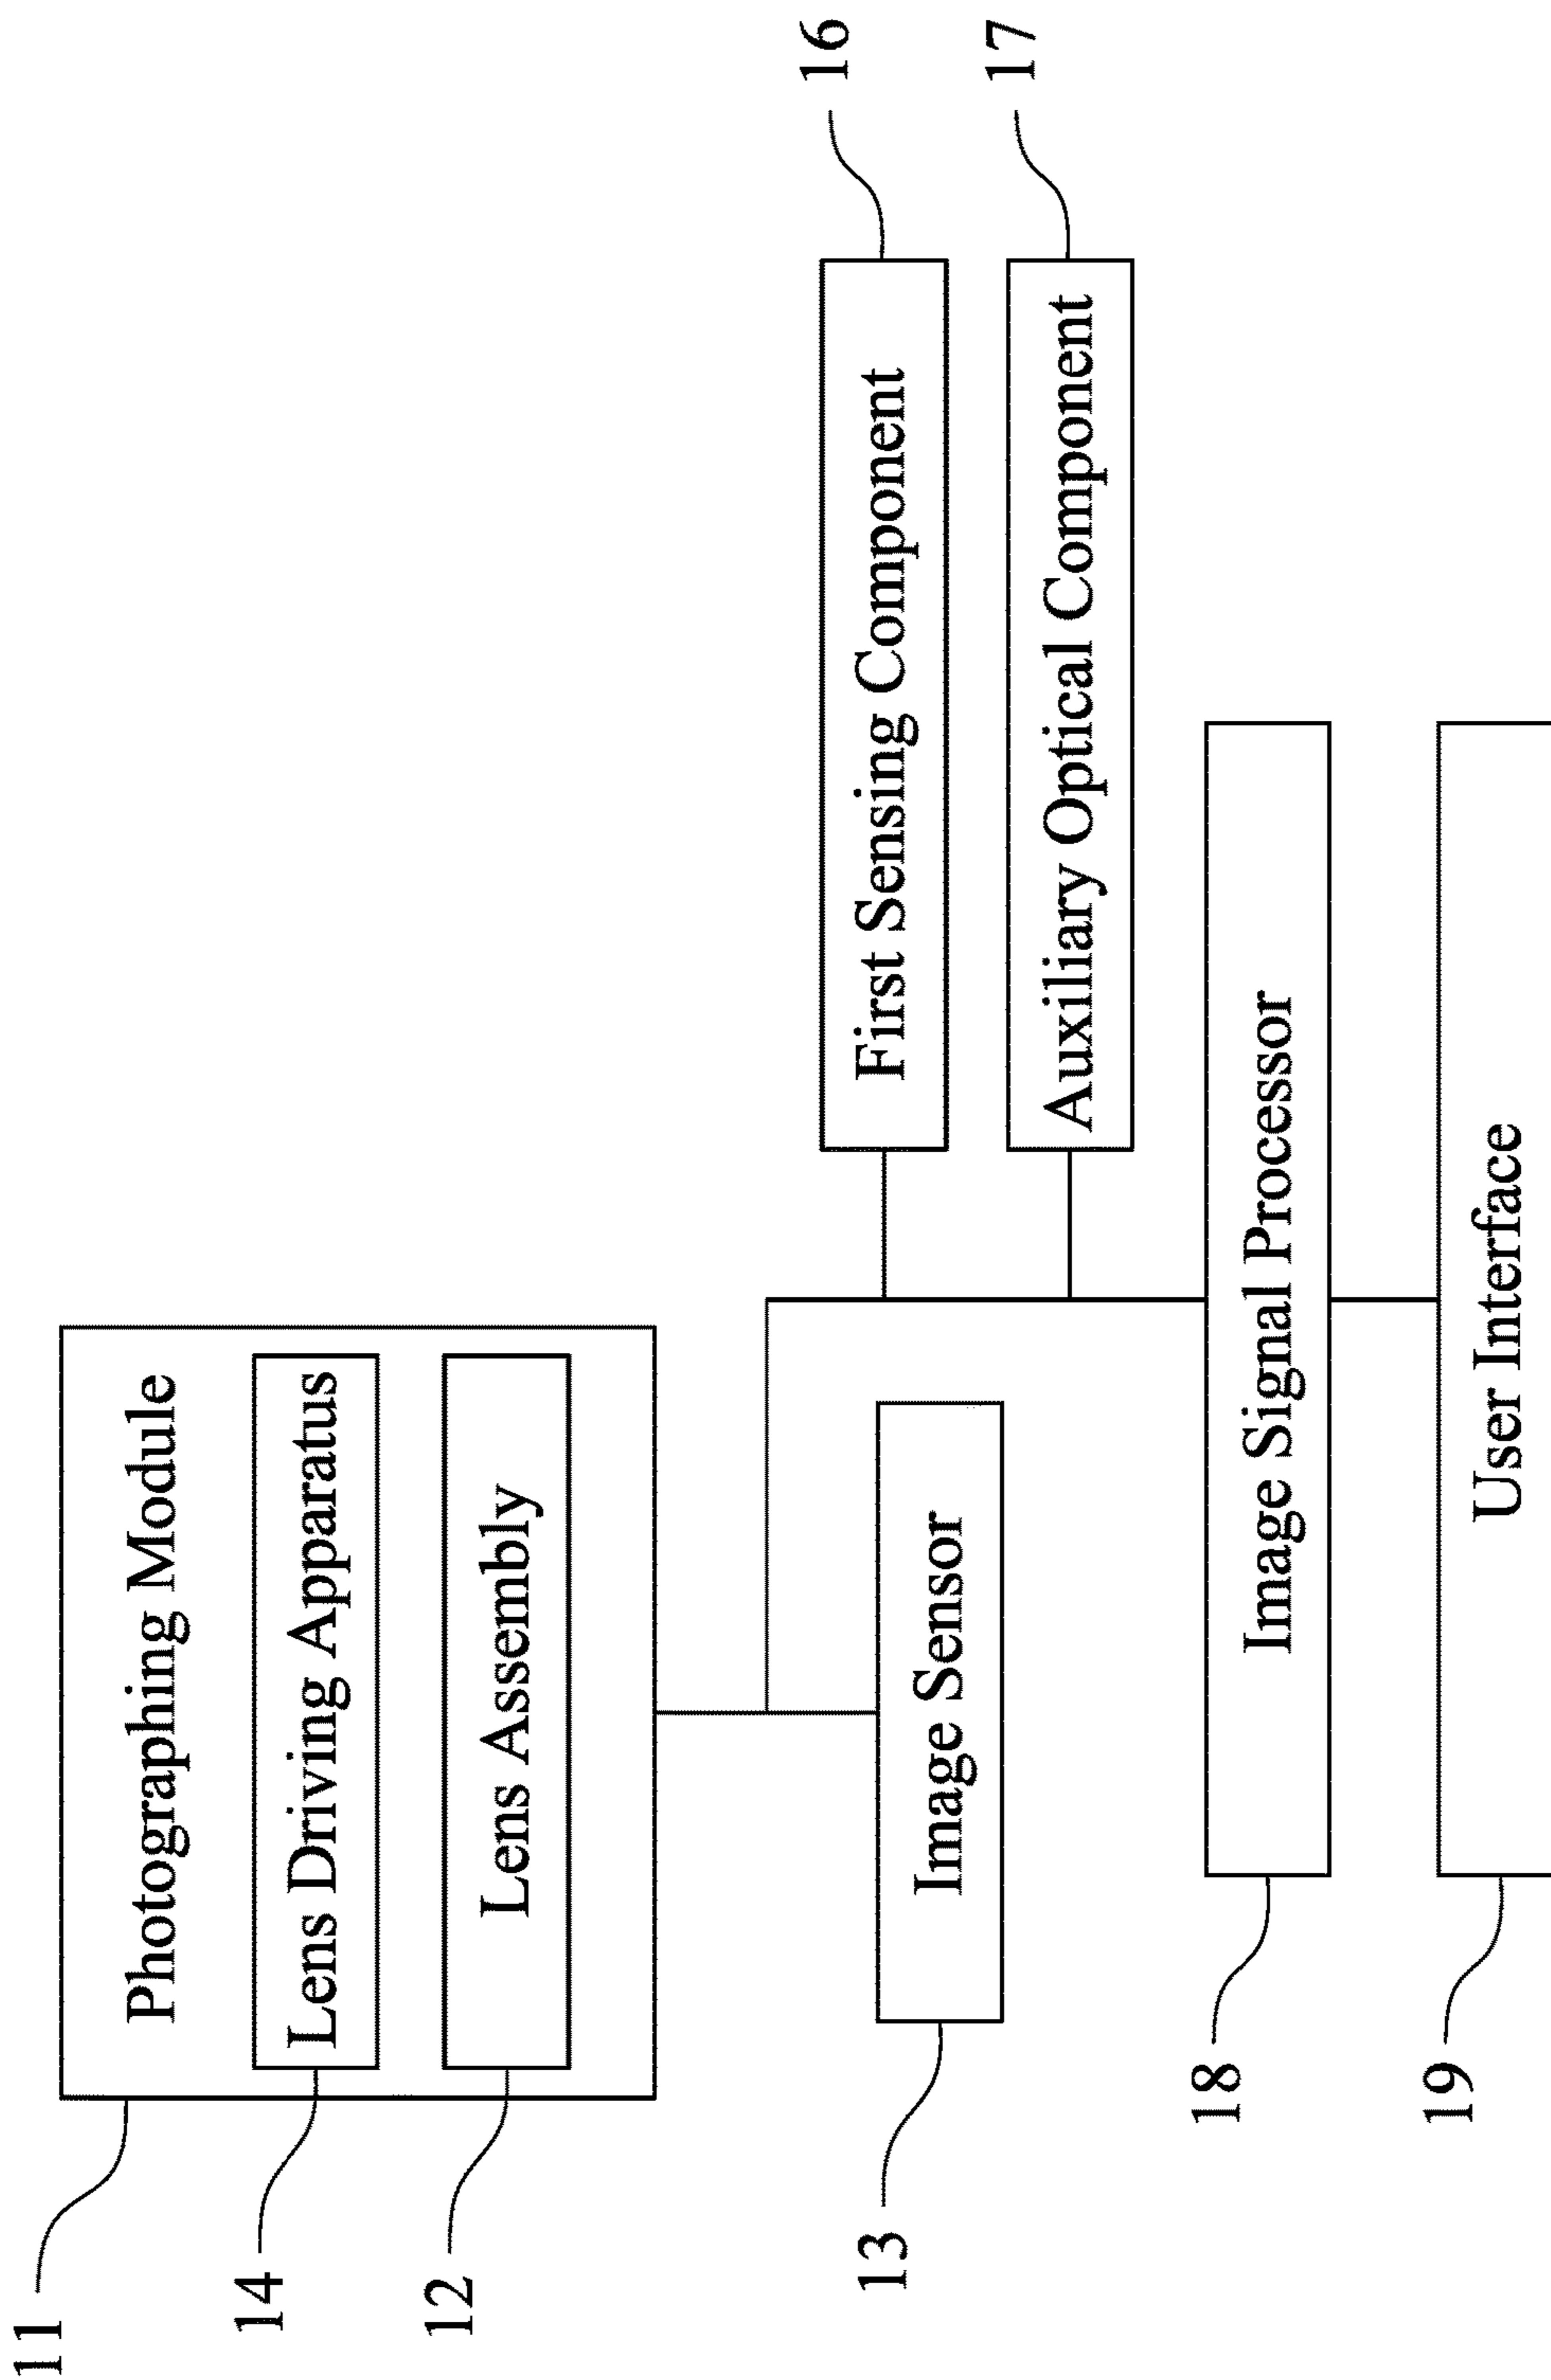 11
Photographing Module
14
Lens Driving Apparatus
12
Lens Assembly
13
Image Sensor
First Sensing Component
16
Auxiliary Optical Component
17
18
Image Signal Processor
19
User Interface